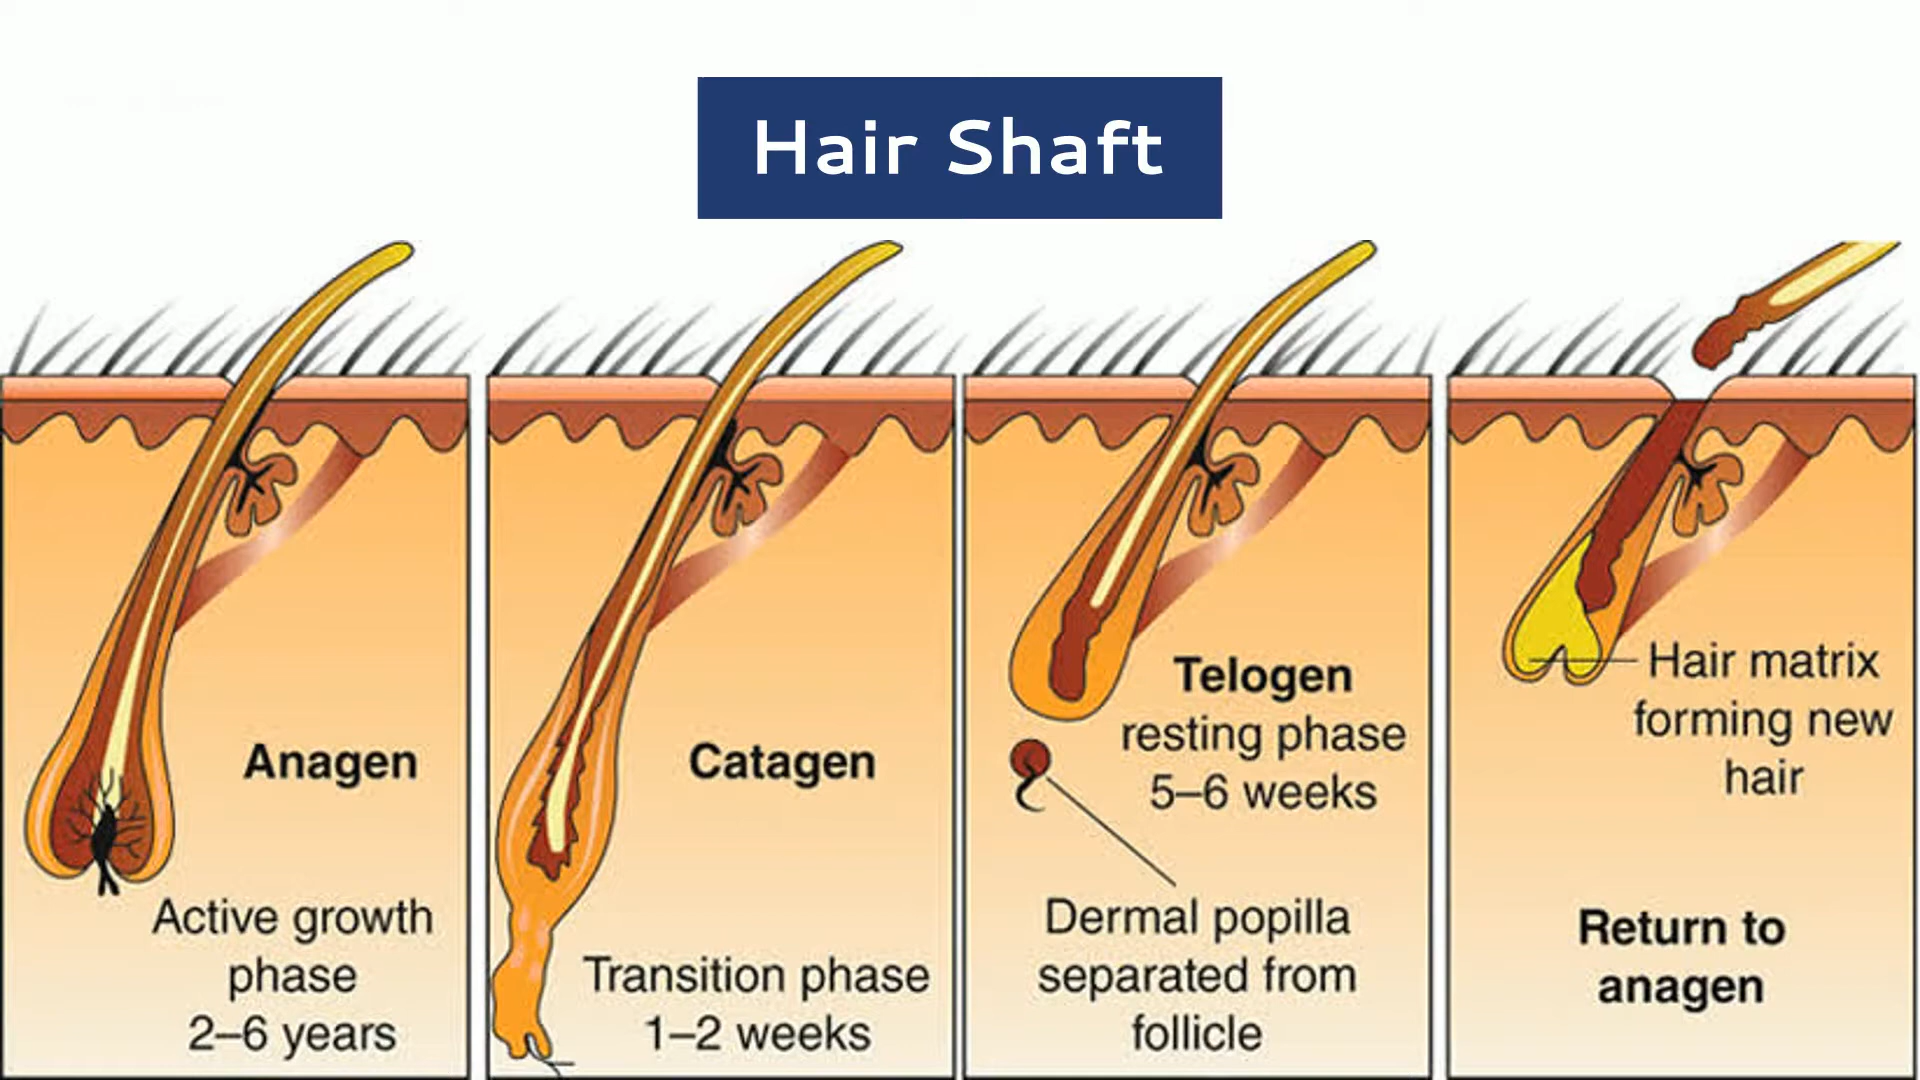 Hair Shaft
Anagen
Active growth
phase
2–6 years
Catagen
Transition phase
1–2 weeks
Telogen
resting phase
5–6 weeks
Dermal popilla
separated from
follicle
Hair matrix
forming new
hair
Return to
anagen